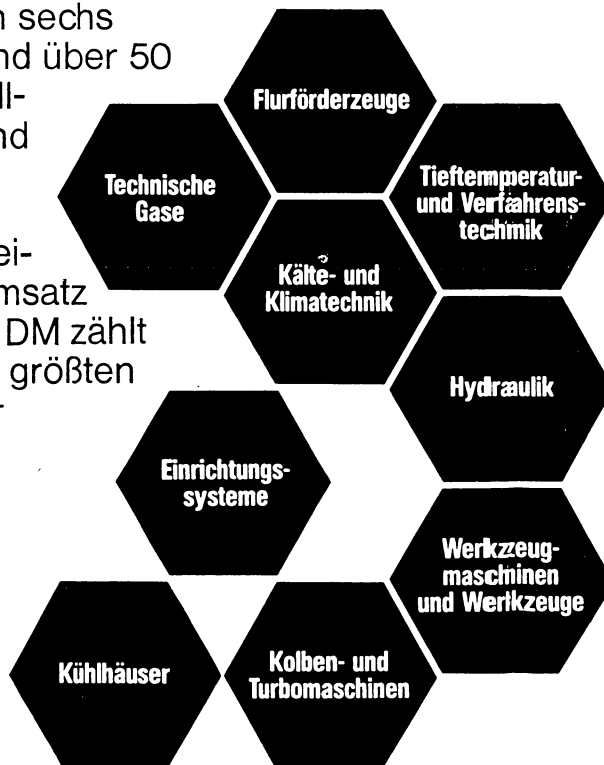 n sechs
nd über 50
ll-
nd
ei-
msatz
DM zählt
größten
Flurförderzeuge
Technische
Gase
Tieftemperatur-
und Verfahrens-
technik
Kälte- und
Klimatechnik
Hydraulik
Einrichtungs-
systeme
Werkzeug-
maschinen
und Werkzeuge
Kühlhäuser
Kolben- und
Turbomaschinen